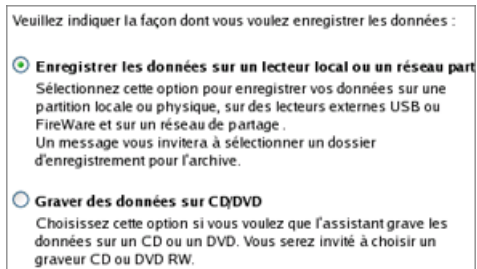 Veuillez indiquer la façon dont vous voulez enregistrer les données :
Enregistrer les données sur un lecteur local ou un réseau part
Sélectionnez cette option pour enregistrer vos données sur une
partition locale ou physique, sur des lecteurs externes USB ou
FireWare et sur un réseau de partage .
Un message vous invitera à sélectionner un dossier
d'enregistrement pour l'archive.
Graver des données sur CD/DVD
Choisissez cette option si vous voulez que l'assistant grave les
données sur un CD ou un DVD. Vous serez invité à choisir un
graveur CD ou DVD RW.